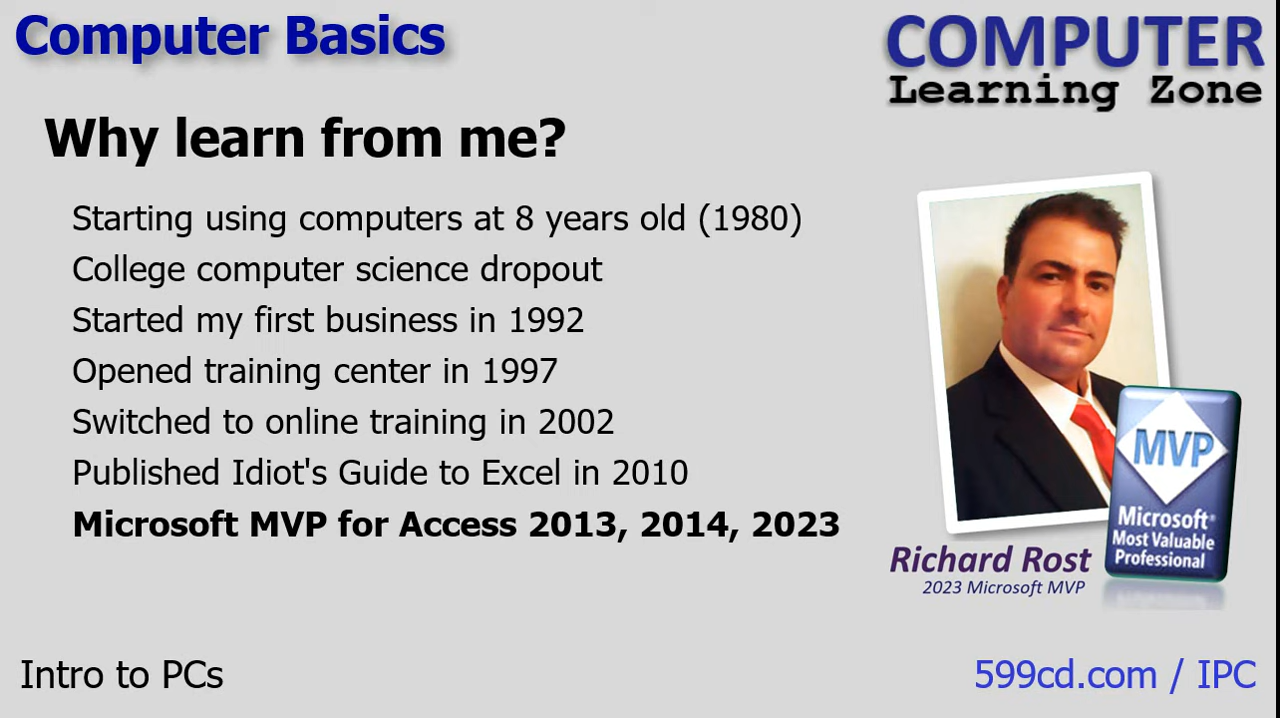 Computer Basics
COMPUTER
Learning Zone
Why learn from me?
Starting using computers at 8 years old (1980)
College computer science dropout
Started my first business in 1992
Opened training center in 1997
Switched to online training in 2002
Published Idiot's Guide to Excel in 2010
Microsoft MVP for Access 2013, 2014, 2023
MVP
Microsoft®
Most Valuable
Professional
Richard Rost
2023 Microsoft MVP
Intro to PCs
599cd.com / IPC